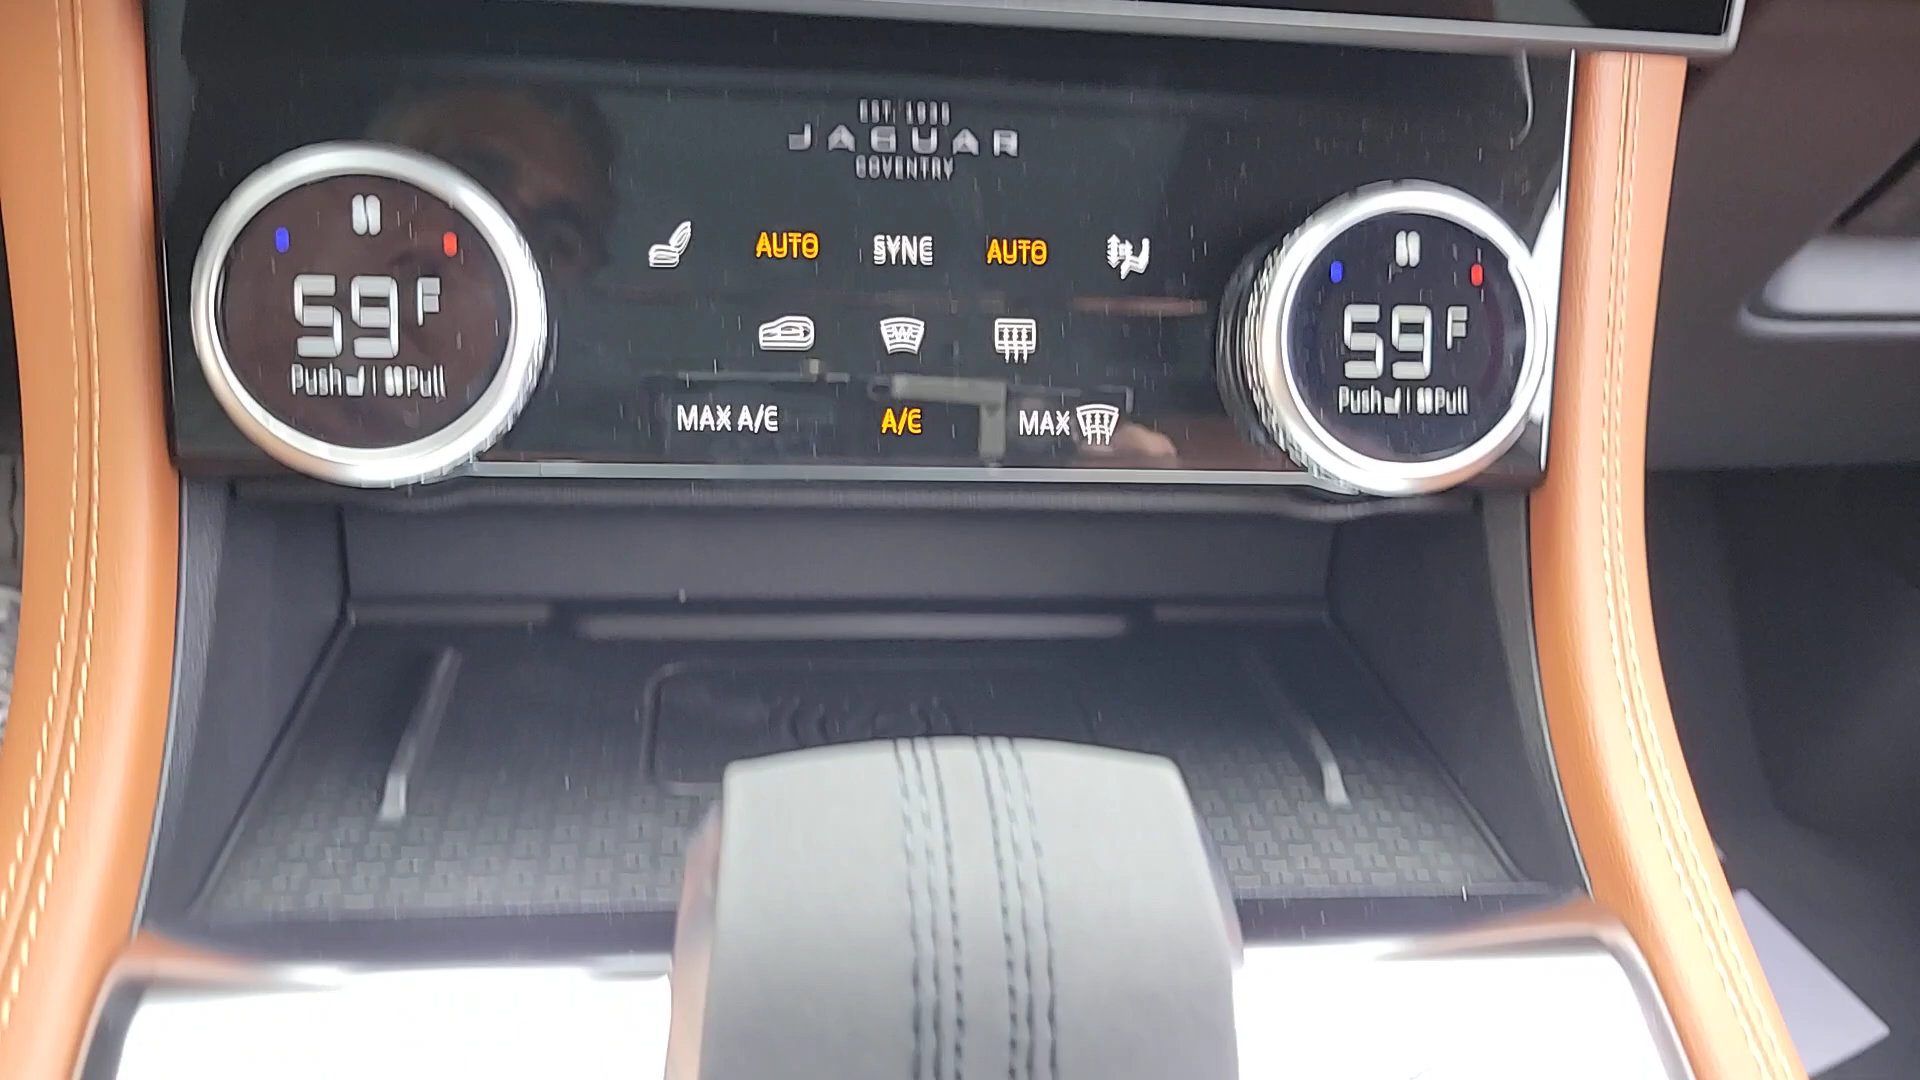 EST. 1935
JAGUAR
COVENTRY
AUTO SYNC AUTO
59 F
Push | Pull
59 F
Push | Pull
MAX A/C A/C MAX